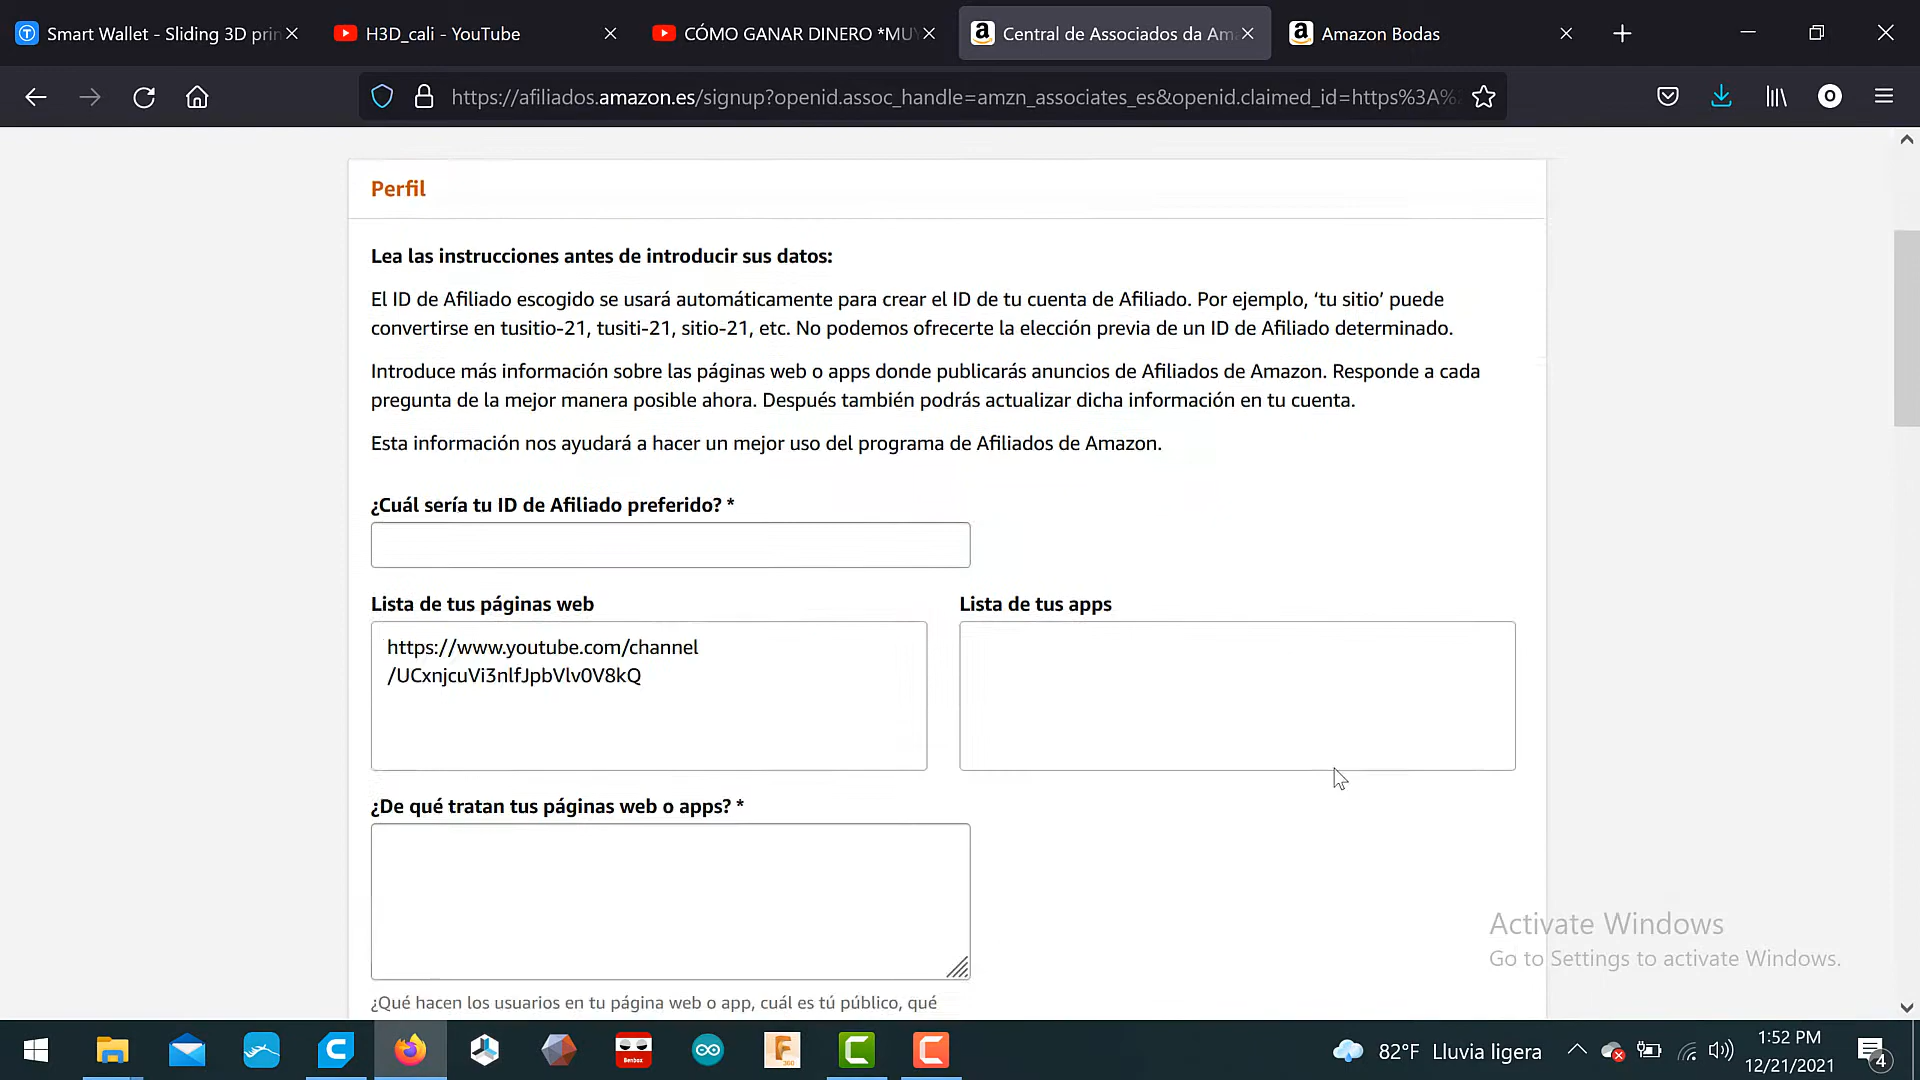 Smart Wallet - Sliding 3D prin
H3D_cali - YouTube
CÓMO GANAR DINERO *MUY
Central de Associados da Am
Amazon Bodas
https://afiliados.amazon.es/signup?openid.assoc_handle=amzn_associates_es&openid.claimed_id=https%3A%2
Perfil
Lea las instrucciones antes de introducir sus datos:
El ID de Afiliado escogido se usará automáticamente para crear el ID de tu cuenta de Afiliado. Por ejemplo, ‘tu sitio’ puede
convertirse en tusitio-21, tusiti-21, sitio-21, etc. No podemos ofrecerte la elección previa de un ID de Afiliado determinado.
Introduce más información sobre las páginas web o apps donde publicarás anuncios de Afiliados de Amazon. Responde a cada
pregunta de la mejor manera posible ahora. Después también podrás actualizar dicha información en tu cuenta.
Esta información nos ayudará a hacer un mejor uso del programa de Afiliados de Amazon.
¿Cuál sería tu ID de Afiliado preferido? *
Lista de tus páginas web
Lista de tus apps
https://www.youtube.com/channel
/UCxnjcuVi3nlfJpbVlv0V8kQ
¿De qué tratan tus páginas web o apps? *
¿Qué hacen los usuarios en tu página web o app, cuál es tú público, qué
Activate Windows
Go to Settings to activate Windows.
Benbox
F
360
82°F Lluvia ligera
1:52 PM
12/21/2021
4